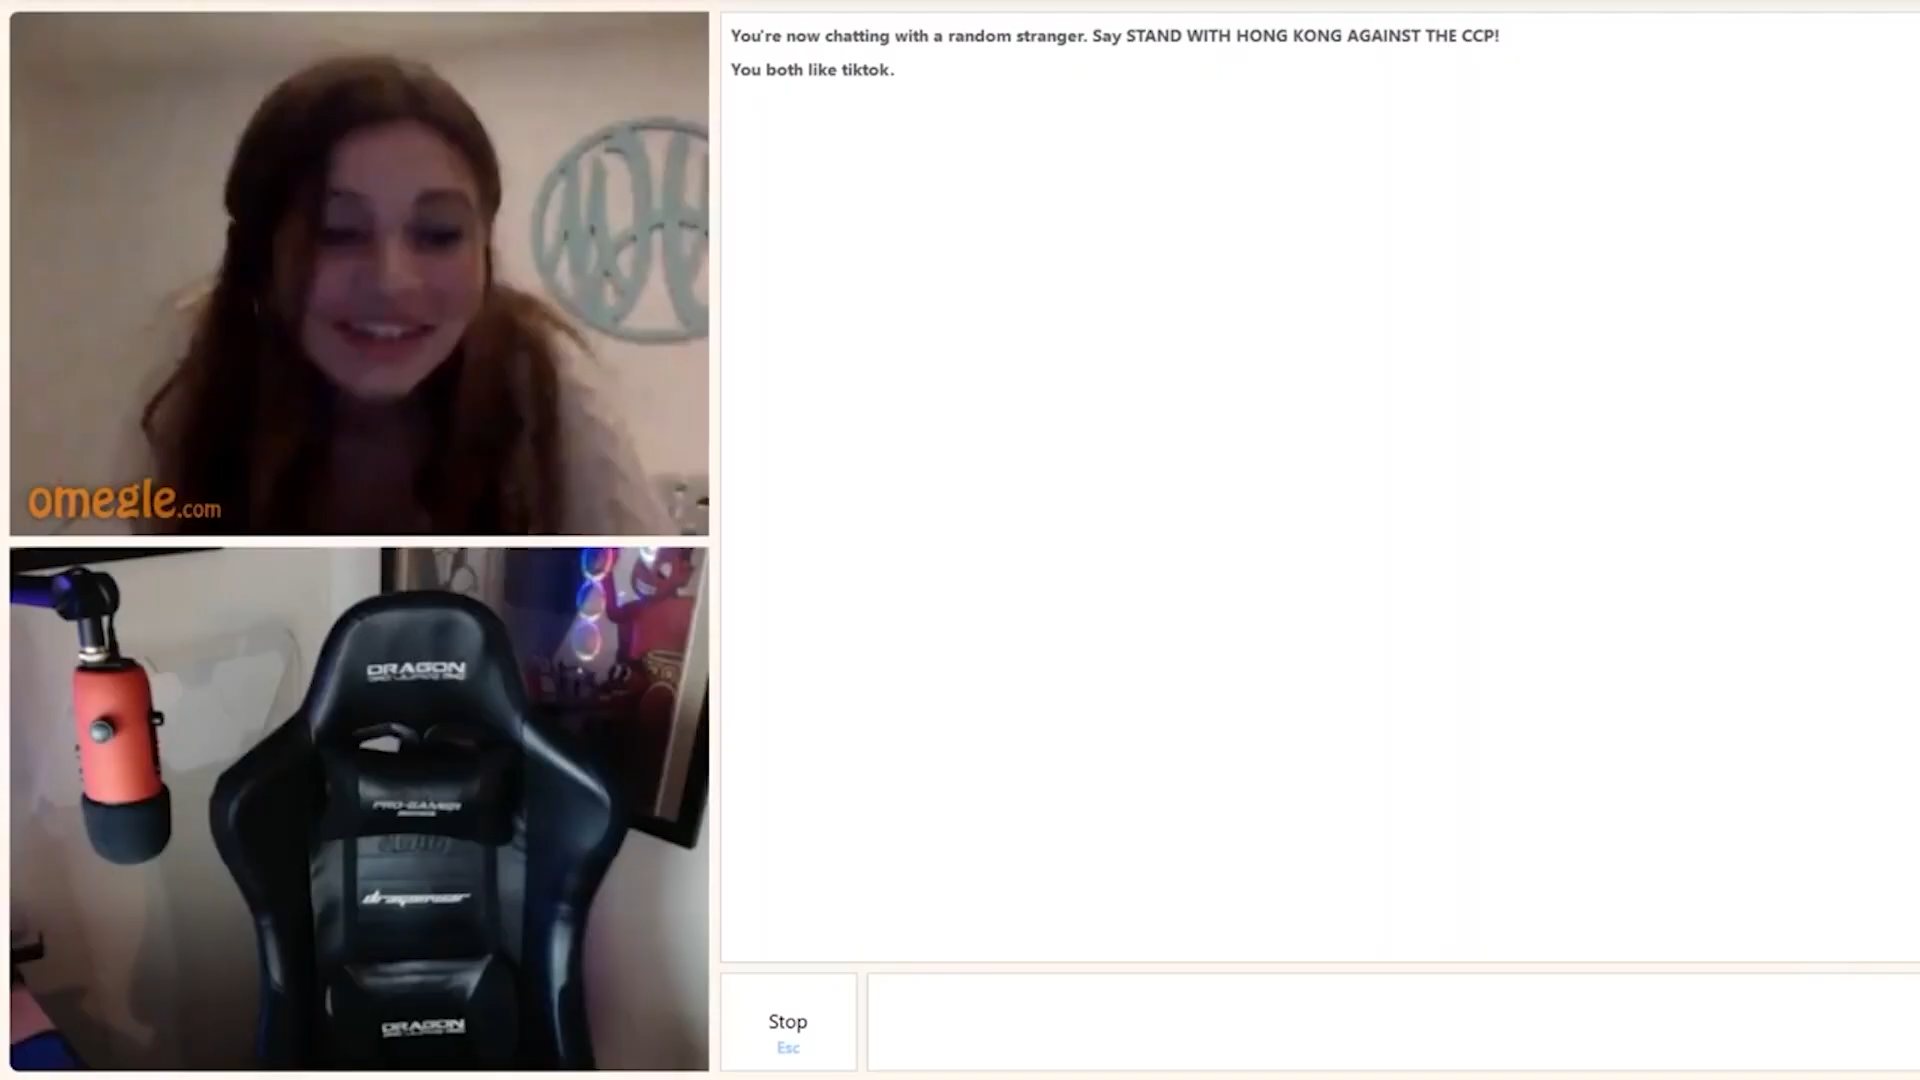 You're now chatting with a random stranger. Say STAND WITH HONG KONG AGAINST THE CCP!
You both like tiktok.
omegle.com
DRAGON
PRO-GAMER
dragonwar
DRAGON
Stop
Esc